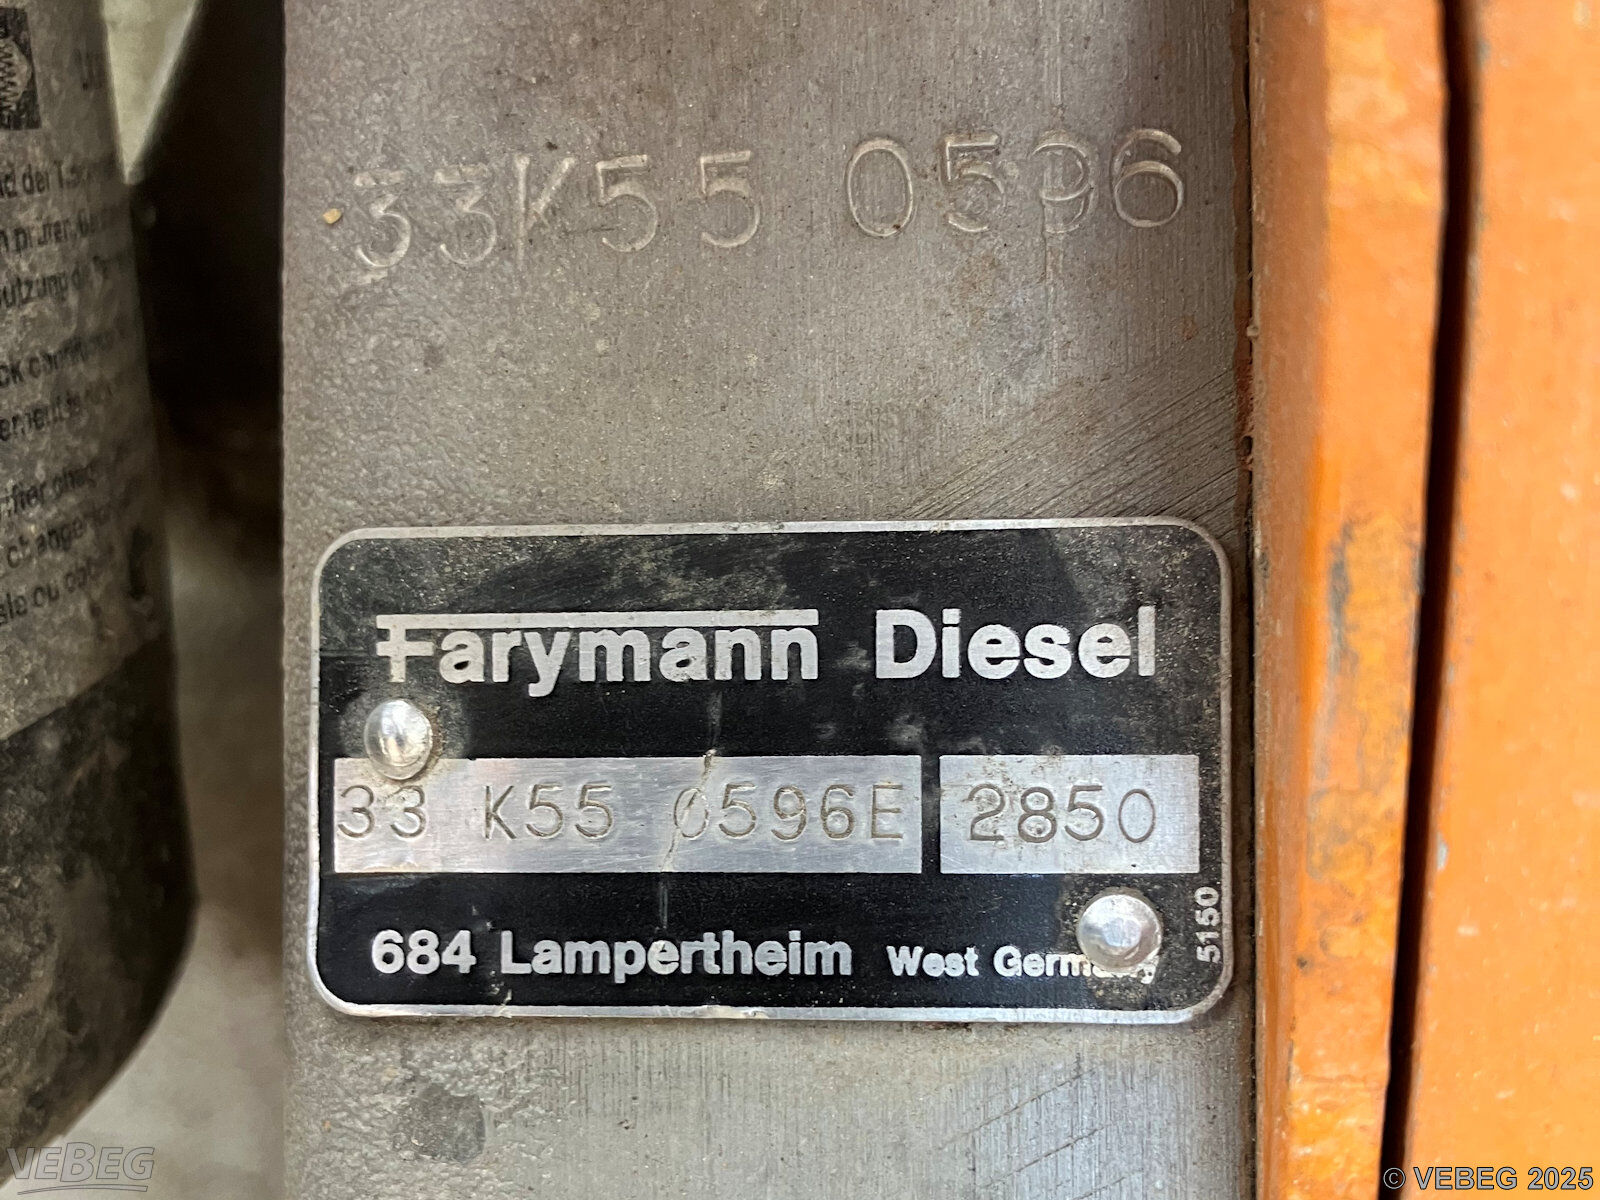 33K55 0596
Farymann Diesel
33 K55 0596E 2850
684 Lampertheim West Germany
5150
VEBEG
© VEBEG 2025